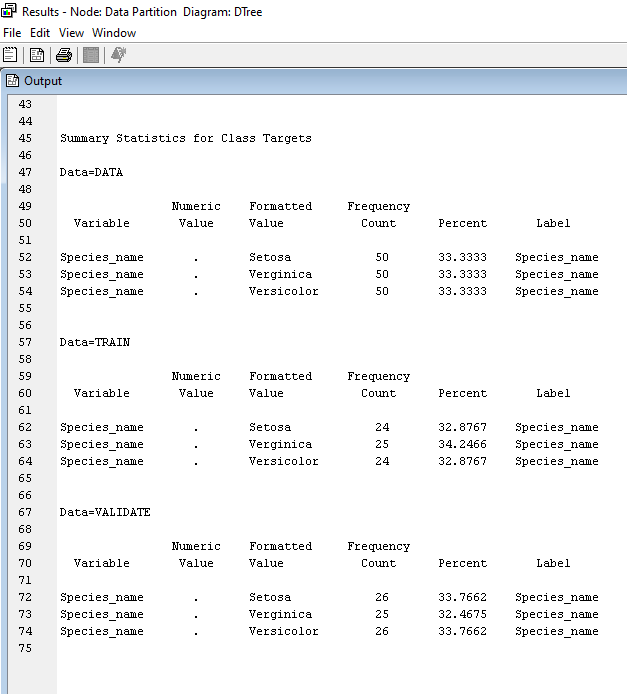 Results - Node: Data Partition  Diagram: DTree
File  Edit  View  Window
Output
43
44
45    Summary Statistics for Class Targets
46
47    Data=DATA
48
49                    Numeric    Formatted     Frequency
50      Variable       Value     Value           Count      Percent       Label
51
52    Species_name       .       Setosa            50       33.3333    Species_name
53    Species_name       .       Verginica         50       33.3333    Species_name
54    Species_name       .       Versicolor        50       33.3333    Species_name
55
56
57    Data=TRAIN
58
59                    Numeric    Formatted     Frequency
60      Variable       Value     Value           Count      Percent       Label
61
62    Species_name       .       Setosa            24       32.8767    Species_name
63    Species_name       .       Verginica         25       34.2466    Species_name
64    Species_name       .       Versicolor        24       32.8767    Species_name
65
66
67    Data=VALIDATE
68
69                    Numeric    Formatted     Frequency
70      Variable       Value     Value           Count      Percent       Label
71
72    Species_name       .       Setosa            26       33.7662    Species_name
73    Species_name       .       Verginica         25       32.4675    Species_name
74    Species_name       .       Versicolor        26       33.7662    Species_name
75